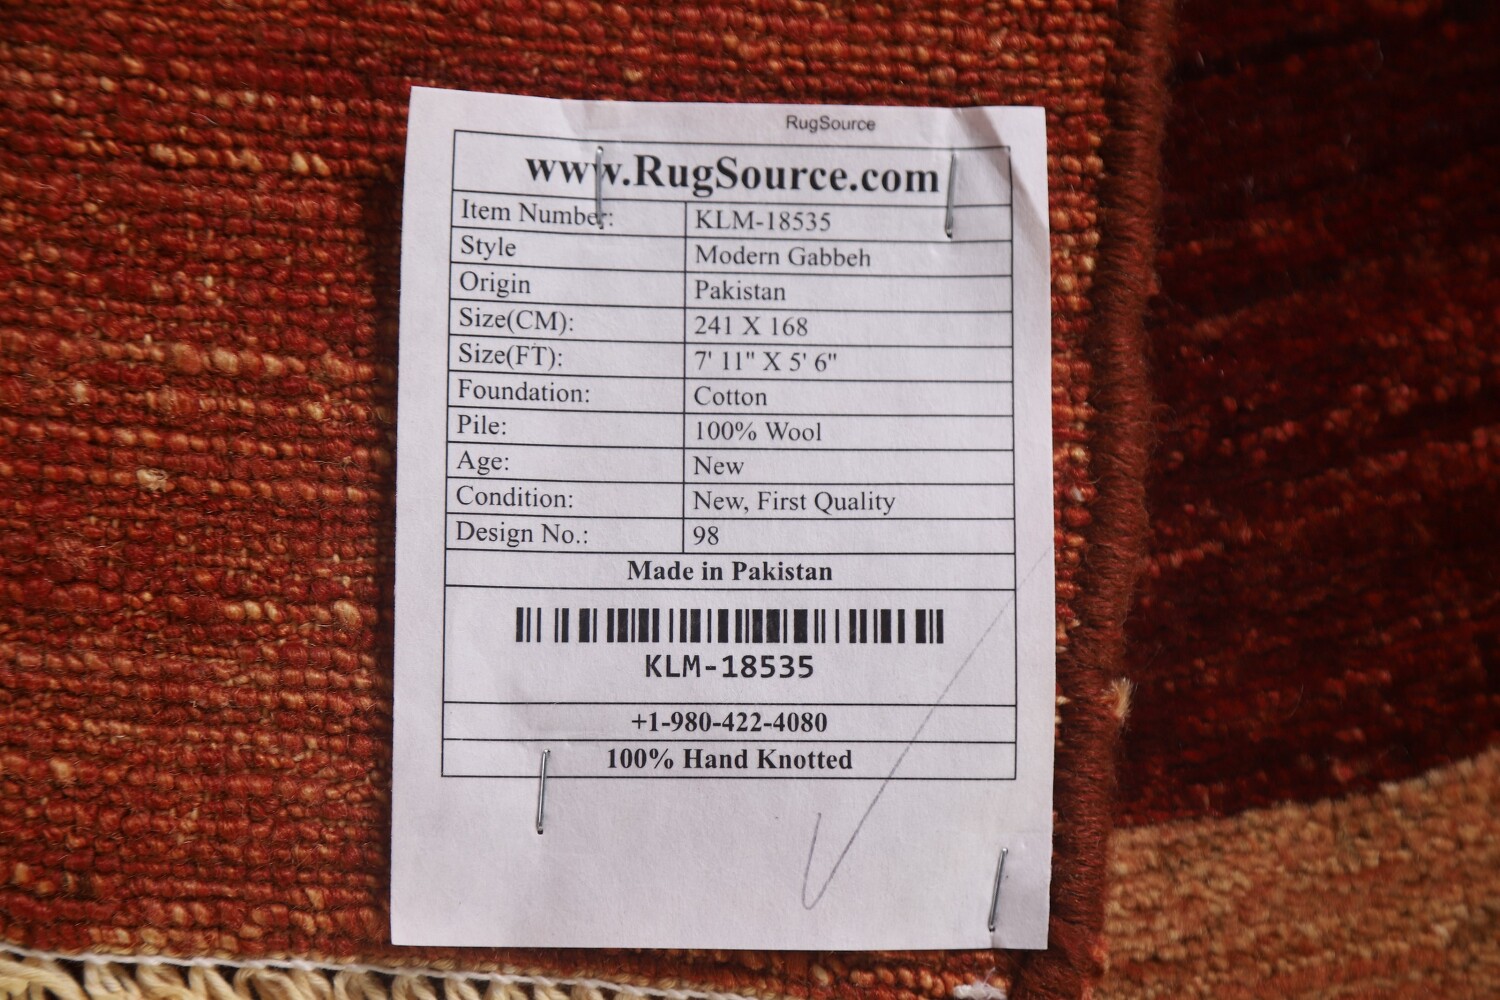 RugSource
www.RugSource.com
Item Number: KLM-18535
Style Modern Gabbeh
Origin Pakistan
Size(CM): 241 X 168
Size(FT): 7' 11" X 5' 6"
Foundation: Cotton
Pile: 100% Wool
Age: New
Condition: New, First Quality
Design No.: 98
Made in Pakistan
KLM-18535
+1-980-422-4080
100% Hand Knotted